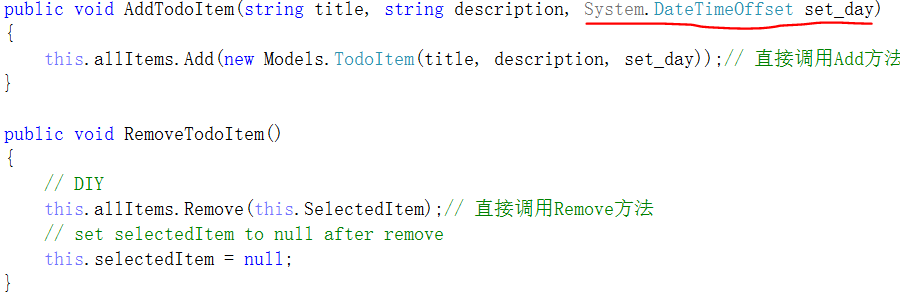 public void AddTodoItem(string title, string description, System.DateTimeOffset set_day)
{
    this.allItems.Add(new Models.TodoItem(title, description, set_day));// 直接调用Add方法
}

public void RemoveTodoItem()
{
    // DIY
    this.allItems.Remove(this.SelectedItem);// 直接调用Remove方法
    // set selectedItem to null after remove
    this.selectedItem = null;
}